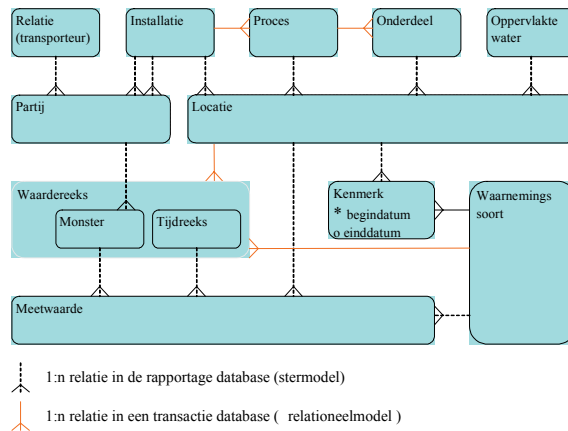 Relatie
(transporteur)
Installatie
Proces
Onderdeel
Oppervlakte
water
Partij
Locatie
Waardereeks
Monster
Tijdreeks
Kenmerk
* begindatum
o einddatum
Waarnemings
soort
Meetwaarde
1:n relatie in de rapportage database (stermodel)
1:n relatie in een transactie database ( relationeelmodel )